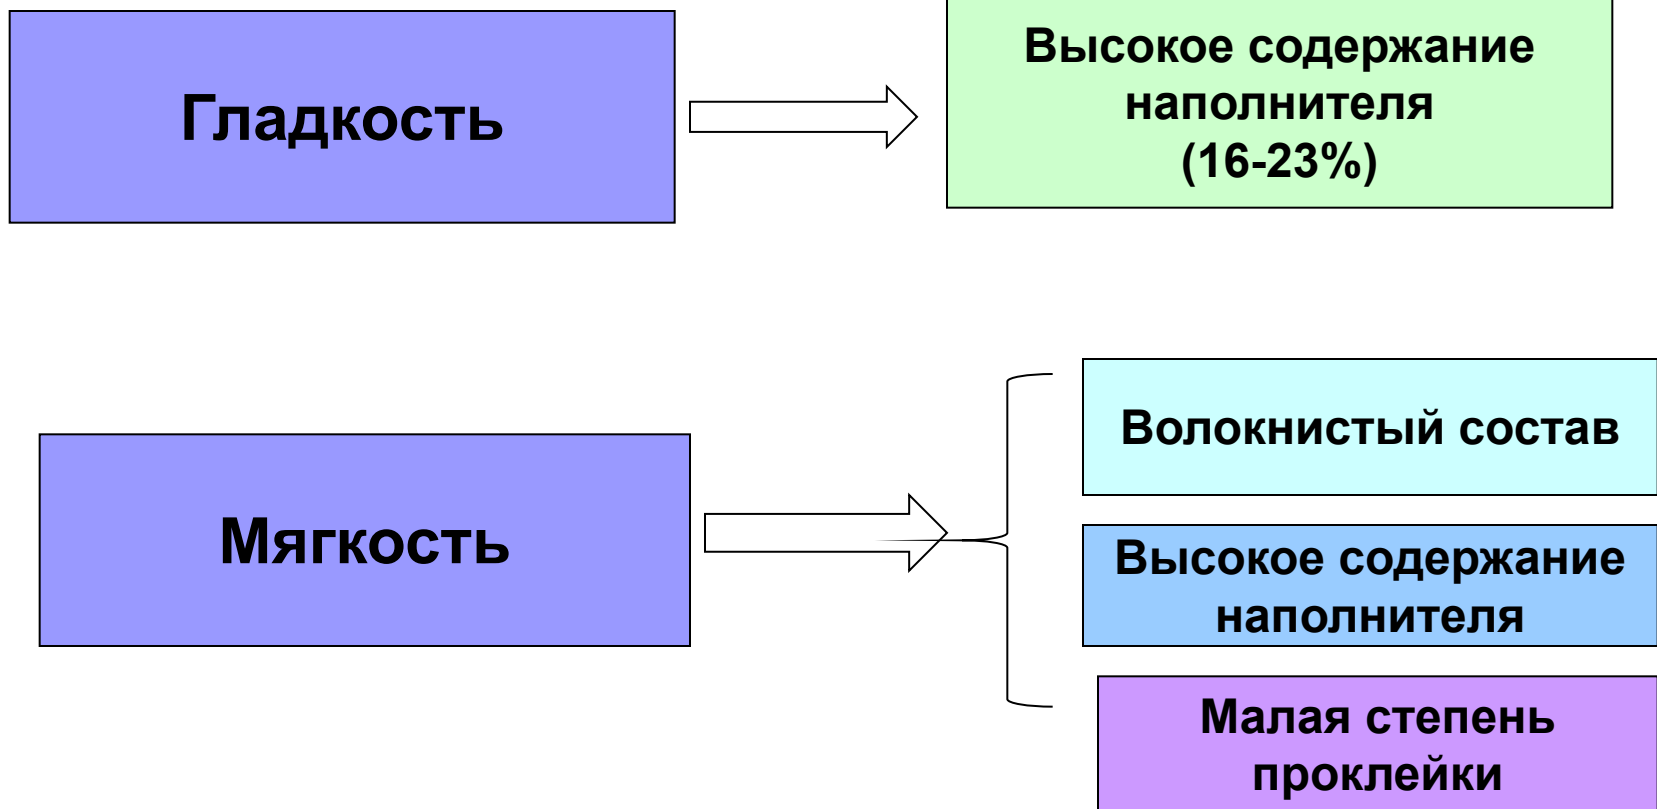 Гладкость
Высокое содержание
наполнителя
(16-23%)
Мягкость
Волокнистый состав
Высокое содержание
наполнителя
Малая степень
проклейки